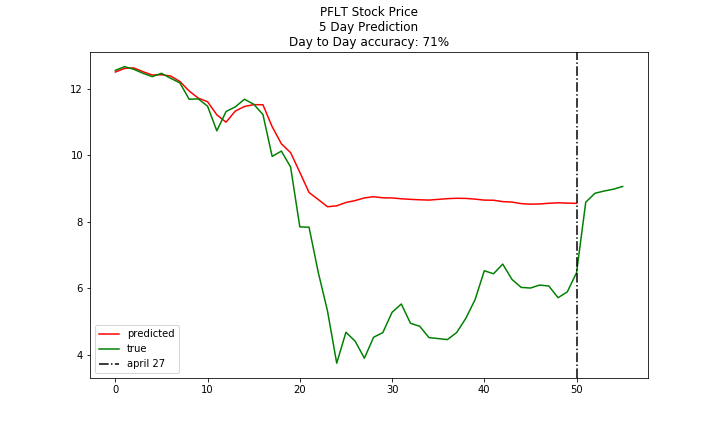 PFLT Stock Price
5 Day Prediction
Day to Day accuracy: 71%
12
10
8
6
4
predicted
true
april 27
0
10
20
30
40
50